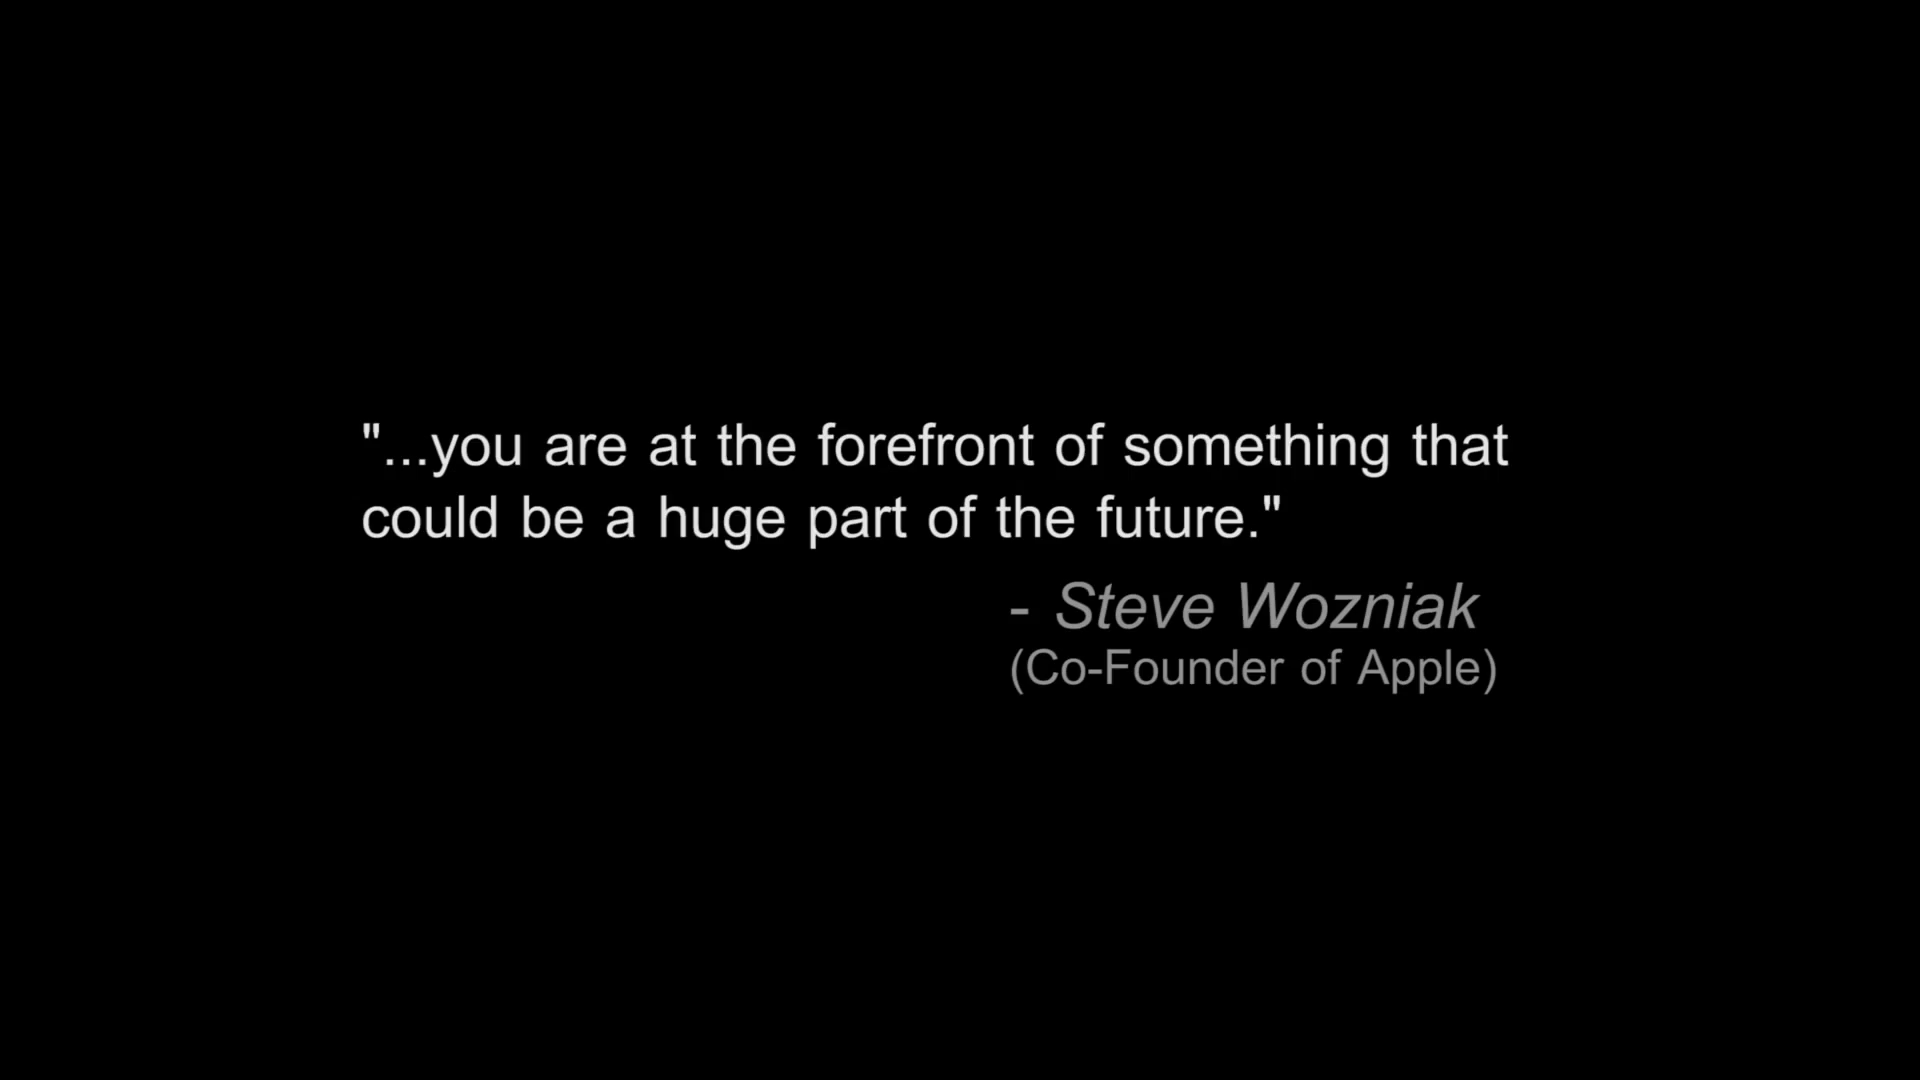 "...you are at the forefront of something that
could be a huge part of the future."
- Steve Wozniak
(Co-Founder of Apple)